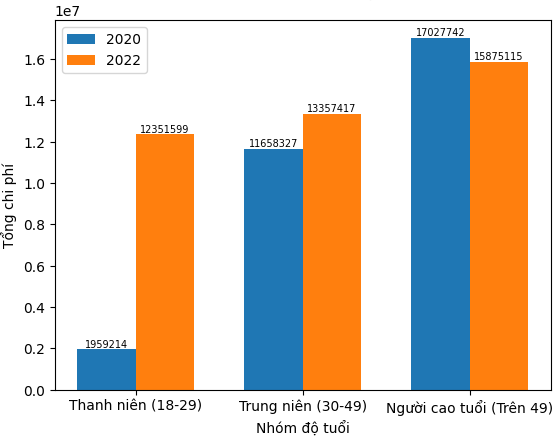 1e7
2020
2022
17027742
15875115
13357417
12351599
11658327
1959214
1.6
1.4
1.2
1.0
0.8
0.6
0.4
0.2
0.0
Tổng chi phí
Thanh niên (18-29)
Trung niên (30-49)
Người cao tuổi (Trên 49)
Nhóm độ tuổi